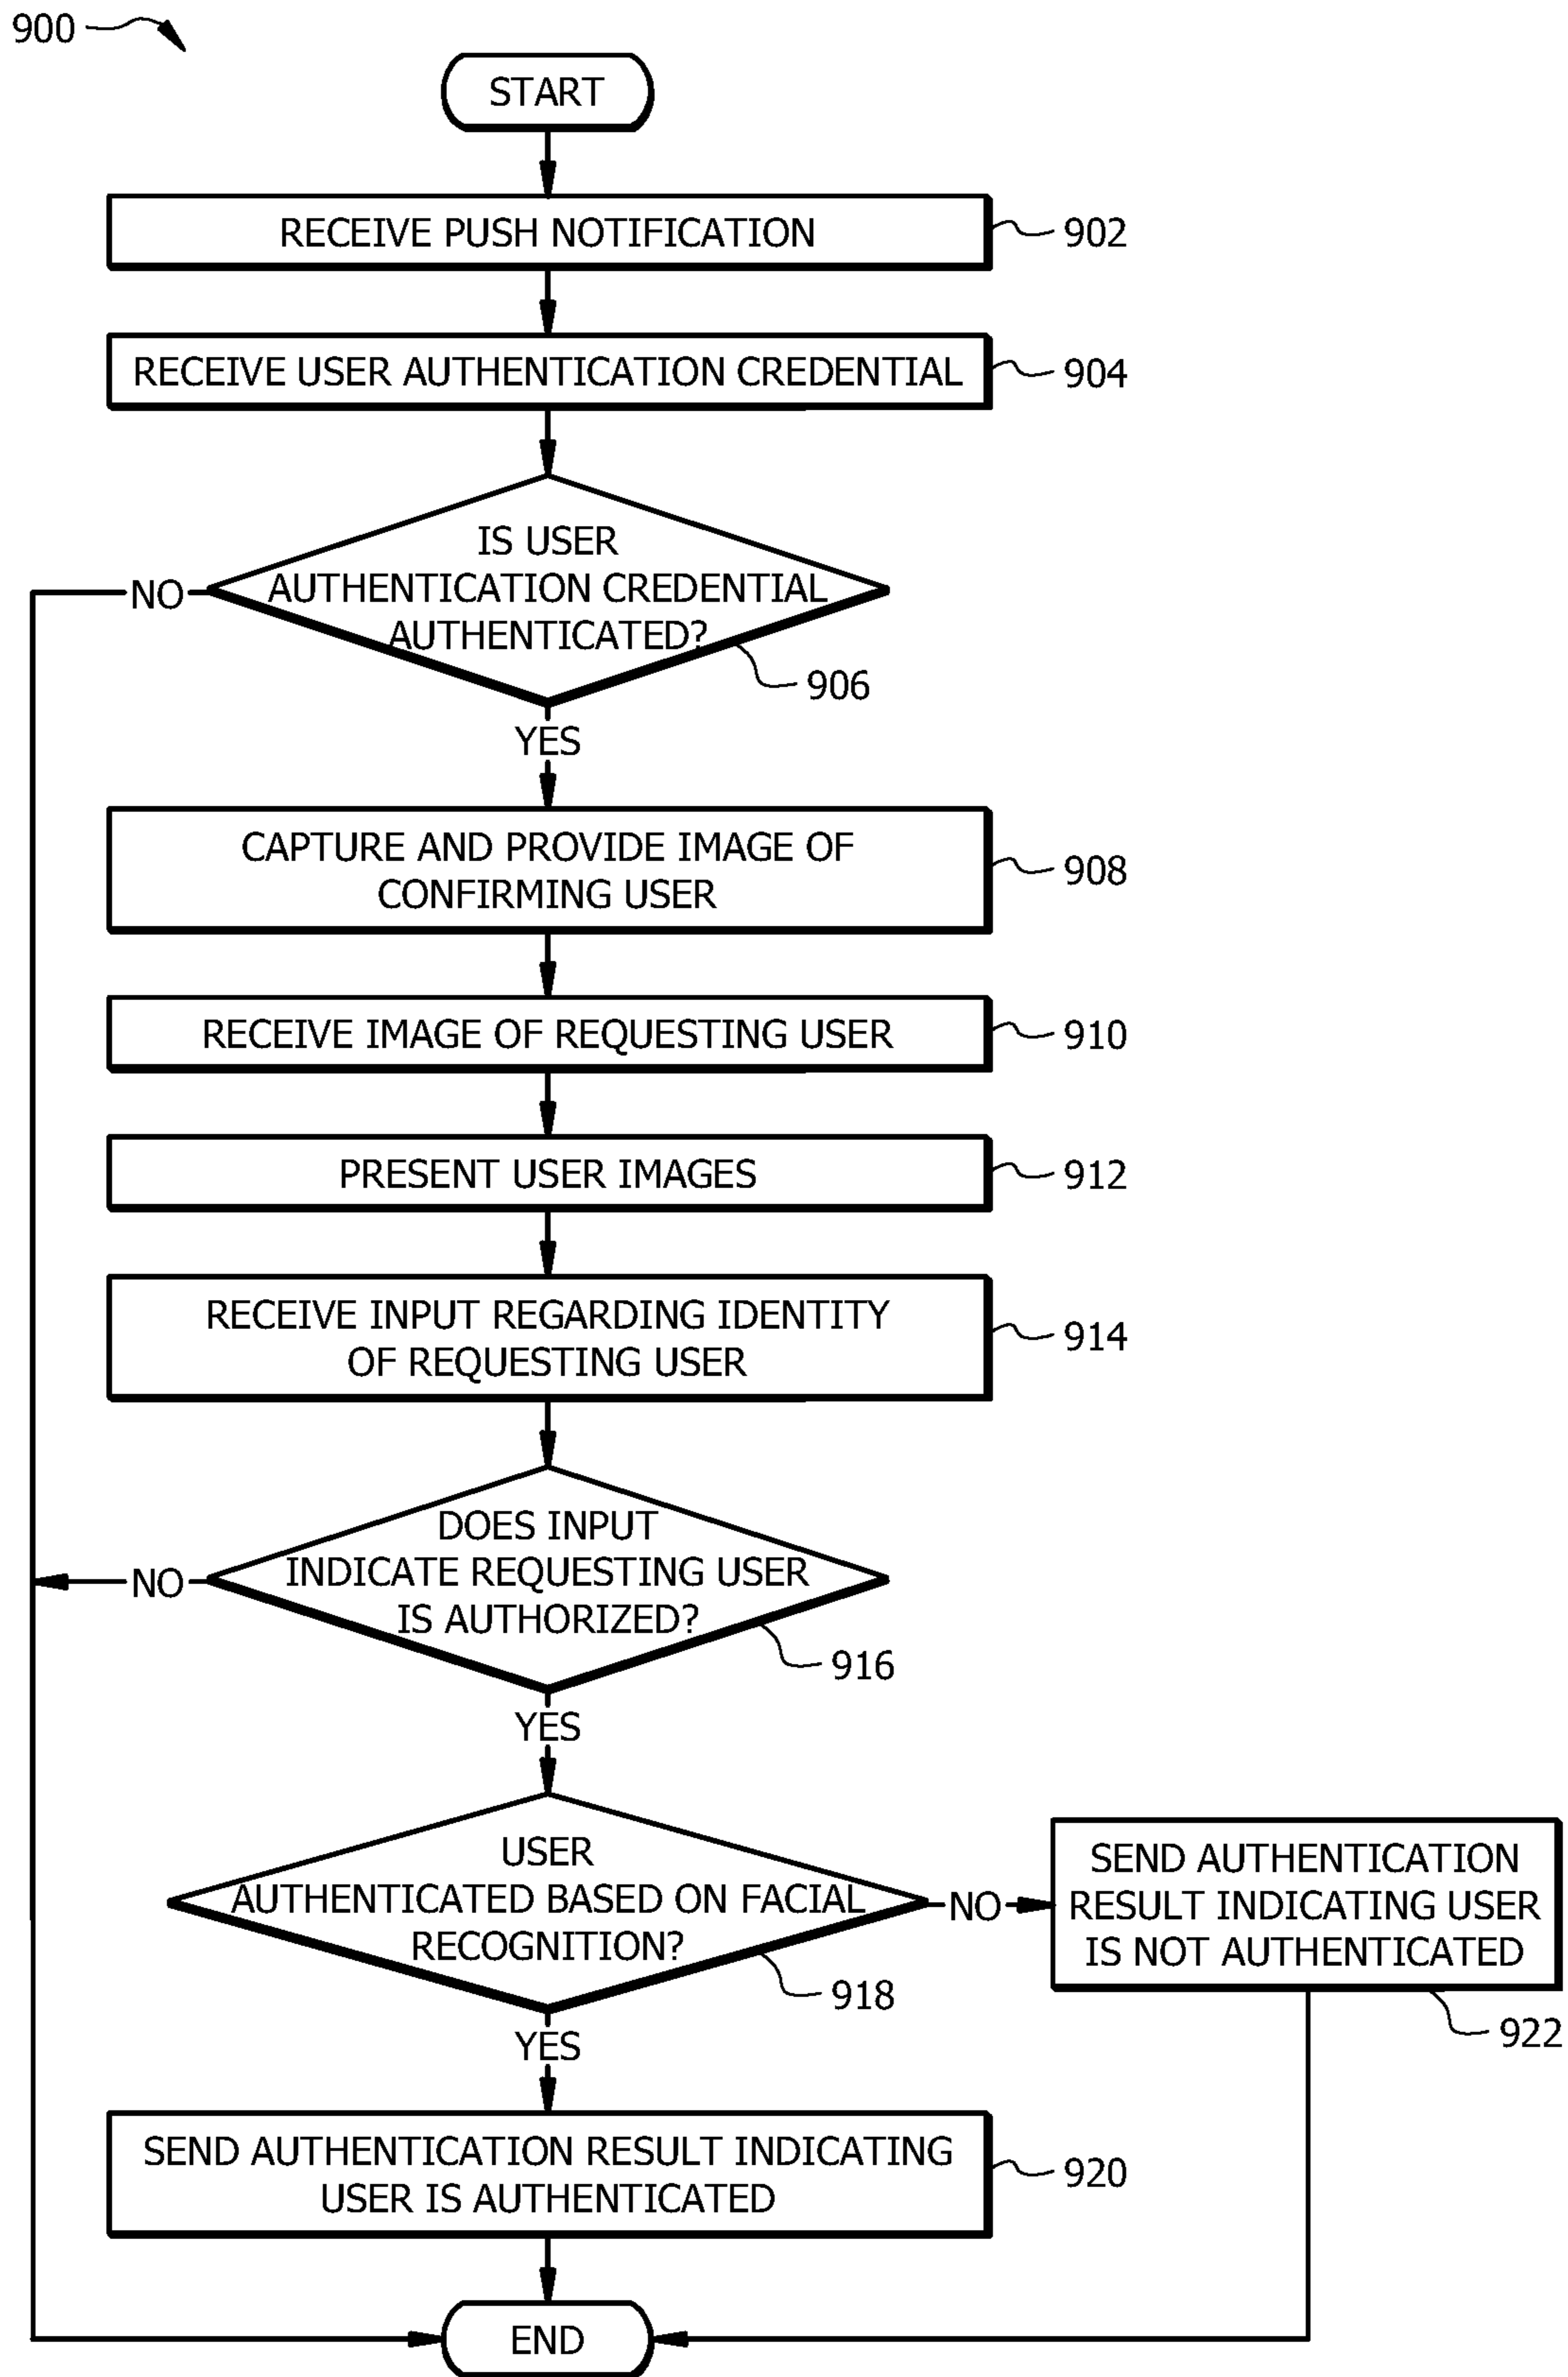 900
START
RECEIVE PUSH NOTIFICATION
902
RECEIVE USER AUTHENTICATION CREDENTIAL
904
IS USER
AUTHENTICATION CREDENTIAL
AUTHENTICATED?
NO
906
YES
CAPTURE AND PROVIDE IMAGE OF
CONFIRMING USER
908
RECEIVE IMAGE OF REQUESTING USER
910
PRESENT USER IMAGES
912
RECEIVE INPUT REGARDING IDENTITY
OF REQUESTING USER
914
DOES INPUT
INDICATE REQUESTING USER
IS AUTHORIZED?
NO
916
YES
USER
AUTHENTICATED BASED ON FACIAL
RECOGNITION?
918
NO
SEND AUTHENTICATION
RESULT INDICATING USER
IS NOT AUTHENTICATED
922
YES
SEND AUTHENTICATION RESULT INDICATING
USER IS AUTHENTICATED
920
END